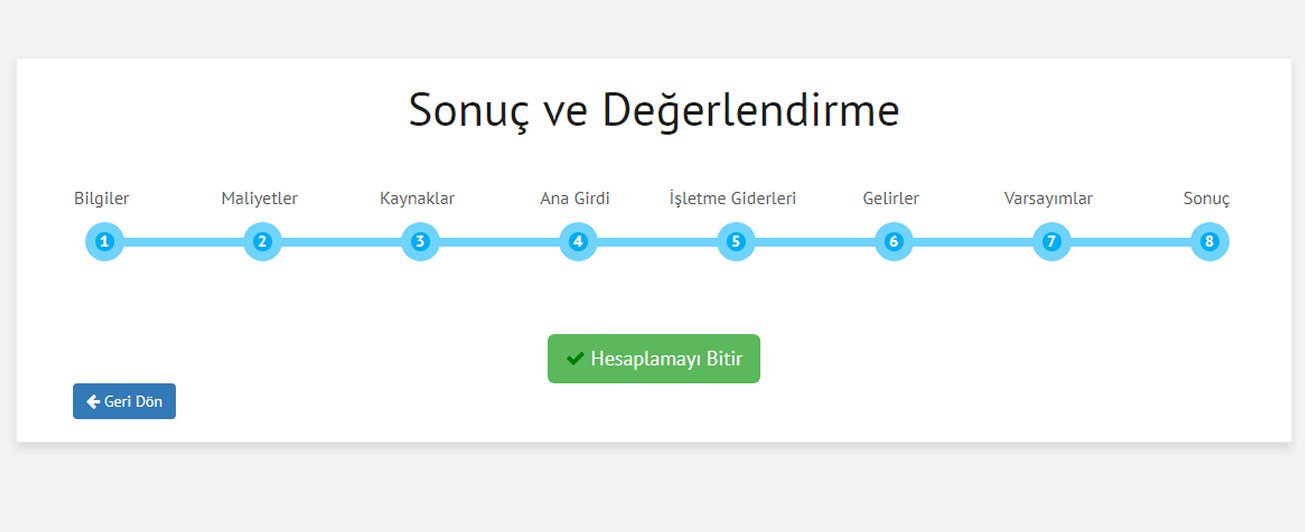 Sonuç ve Değerlendirme
Bilgiler Maliyetler Kaynaklar Ana Girdi İşletme Giderleri Gelirler Varsayımlar Sonuç
1 2 3 4 5 6 7 8
Hesaplamayı Bitir
Geri Dön